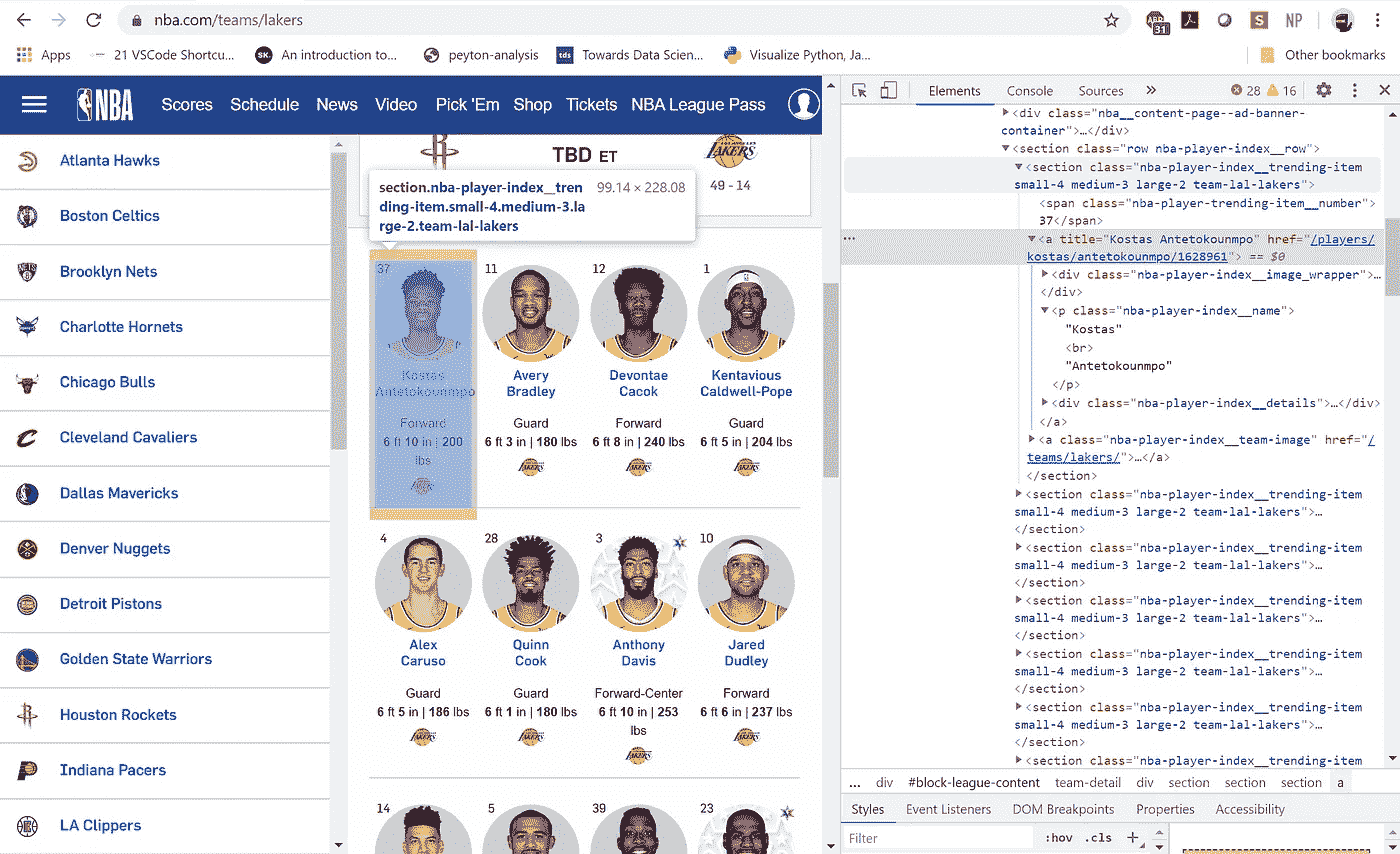 nba.com/teams/lakers
ABP
31
S
NP
Apps
21 VSCode Shortcu...
SK.
An introduction to...
peyton-analysis
tds
Towards Data Scien...
Visualize Python, Ja...
Other bookmarks
NBA
Scores
Schedule
News
Video
Pick 'Em
Shop
Tickets
NBA League Pass
Atlanta Hawks
Boston Celtics
Brooklyn Nets
Charlotte Hornets
Chicago Bulls
Cleveland Cavaliers
Dallas Mavericks
Denver Nuggets
Detroit Pistons
Golden State Warriors
Houston Rockets
Indiana Pacers
LA Clippers
TBD ET
LAKERS
49 - 14
section.nba-player-index__tren
ding-item.small-4.medium-3.la
rge-2.team-lal-lakers
99.14 × 228.08
37
Kostas
Antetokounmpo
Forward
6 ft 10 in | 200
lbs
LAKERS
11
Avery
Bradley
Guard
6 ft 3 in | 180 lbs
LAKERS
12
Devontae
Cacok
Forward
6 ft 8 in | 240 lbs
LAKERS
1
Kentavious
Caldwell-Pope
Guard
6 ft 5 in | 204 lbs
LAKERS
4
Alex
Caruso
Guard
6 ft 5 in | 186 lbs
LAKERS
28
Quinn
Cook
Guard
6 ft 1 in | 180 lbs
LAKERS
3
Anthony
Davis
Forward-Center
6 ft 10 in | 253
lbs
LAKERS
10
Jared
Dudley
Forward
6 ft 6 in | 237 lbs
LAKERS
14
5
39
23
Elements
Console
Sources
»
28
16
<div class="nba__content-page--ad-banner-
container">…</div>
<section class="row nba-player-index__row">
<section class="nba-player-index__trending-item
small-4 medium-3 large-2 team-lal-lakers">
<span class="nba-player-trending-item__number">
37</span>
<a title="Kostas Antetokounmpo" href="/players/
kostas/antetokounmpo/1628961"> == $0
<div class="nba-player-index__image_wrapper">…
</div>
<p class="nba-player-index__name">
"Kostas"
<br>
"Antetokounmpo"
</p>
<div class="nba-player-index__details">…</div>
</a>
<a class="nba-player-index__team-image" href="/
teams/lakers/">…</a>
</section>
<section class="nba-player-index__trending-item
small-4 medium-3 large-2 team-lal-lakers">…
</section>
<section class="nba-player-index__trending-item
small-4 medium-3 large-2 team-lal-lakers">…
</section>
<section class="nba-player-index__trending-item
small-4 medium-3 large-2 team-lal-lakers">…
</section>
<section class="nba-player-index__trending-item
small-4 medium-3 large-2 team-lal-lakers">…
</section>
<section class="nba-player-index__trending-item
small-4 medium-3 large-2 team-lal-lakers">…
</section>
<section class="nba-player-index__trending-item
... div #block-league-content team-detail div section section section a
Styles
Event Listeners
DOM Breakpoints
Properties
Accessibility
Filter
:hov
.cls
+